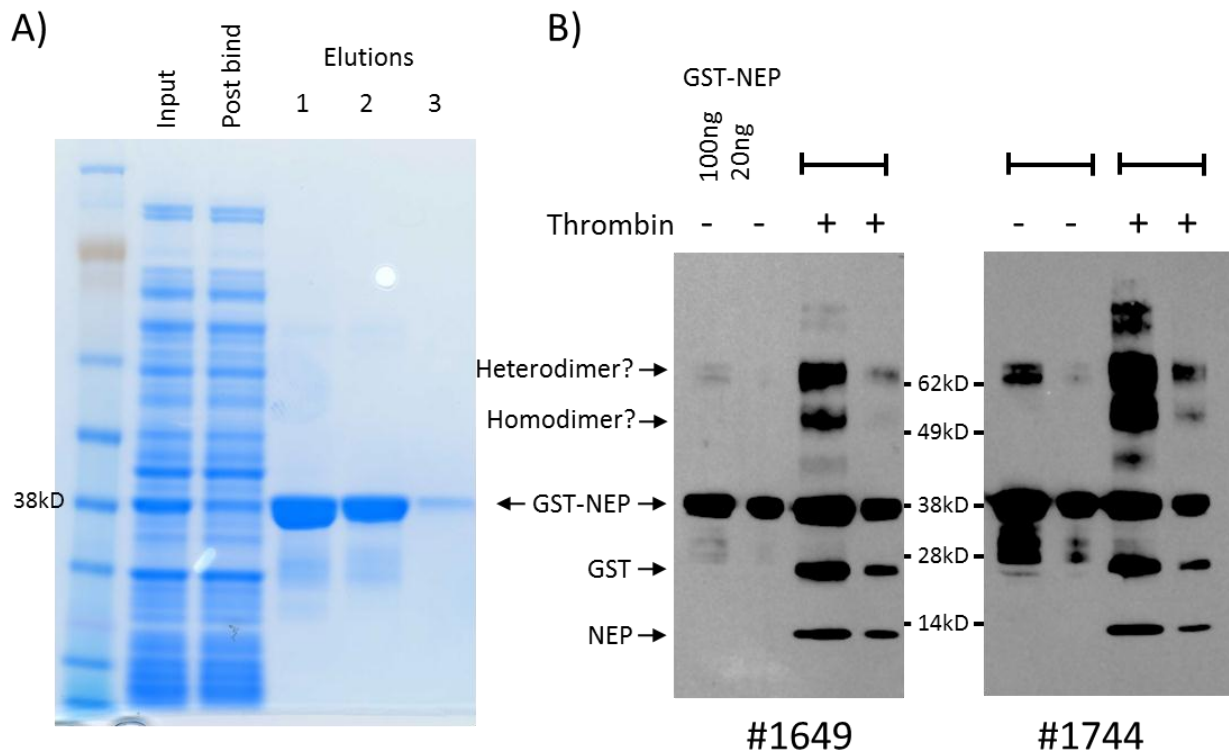 A)
Input
Post bind
Elutions
1 2 3
38kD
B)
GST-NEP
100ng
20ng
Thrombin - - + + - - + +
Heterodimer?
Homodimer?
GST-NEP
GST
NEP
62kD
49kD
38kD
28kD
14kD
#1649 #1744